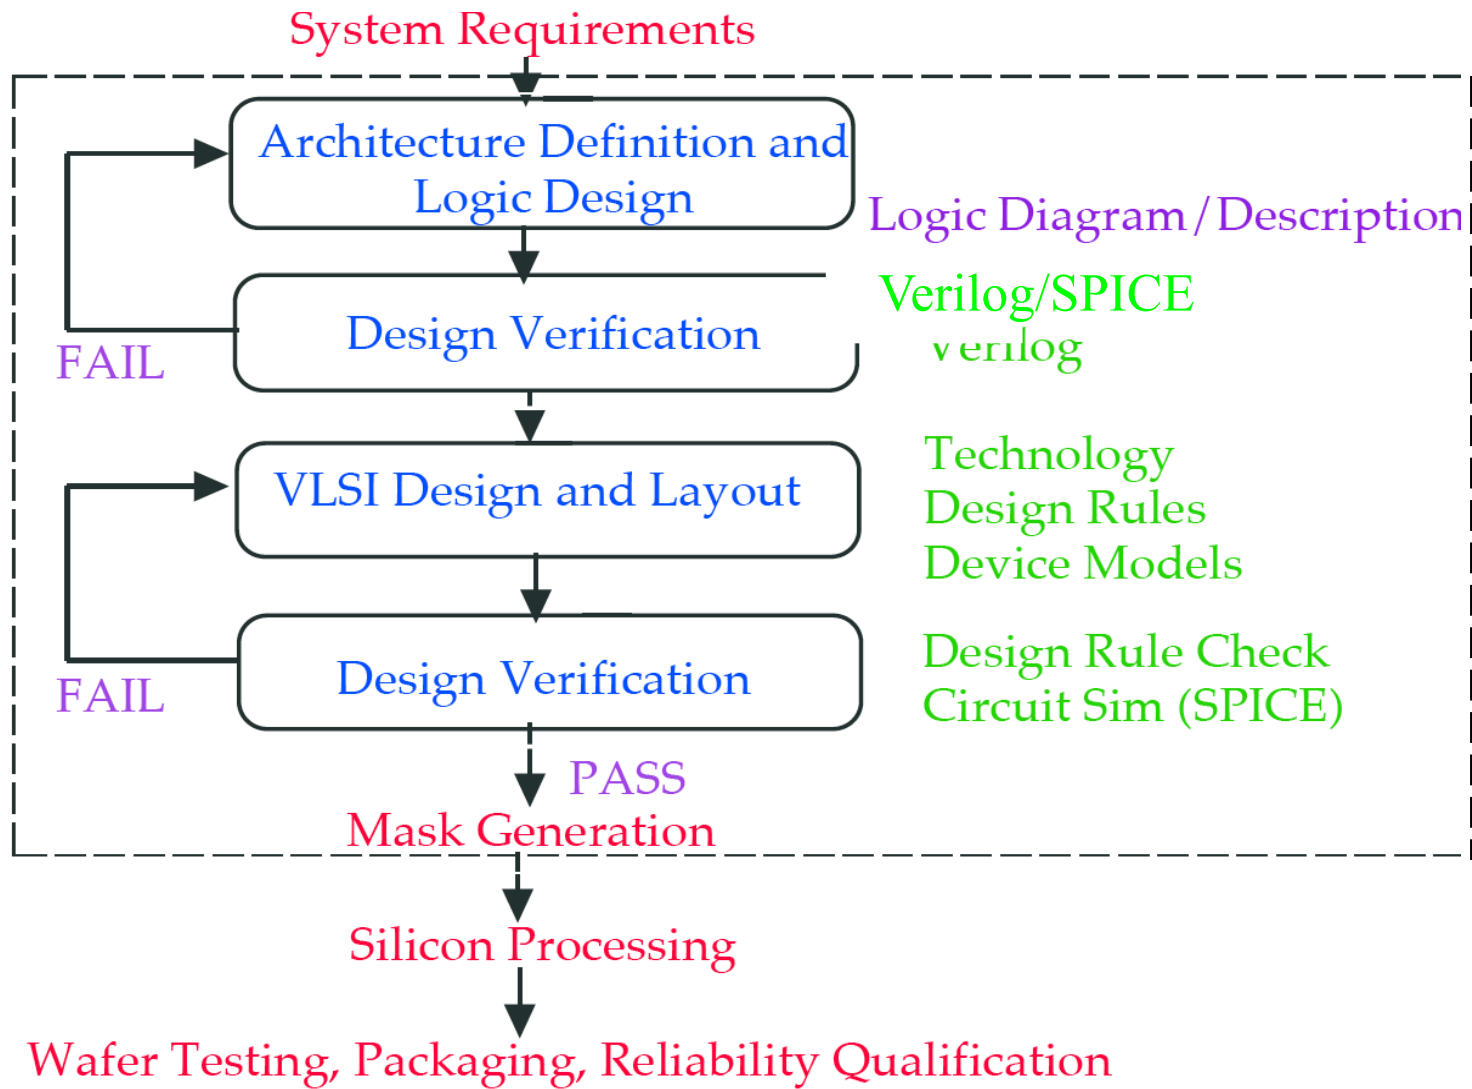 System Requirements
Architecture Definition and
Logic Design
Logic Diagram/Description
Verilog/SPICE
Verilog
Design Verification
FAIL
VLSI Design and Layout
Technology
Design Rules
Device Models
Design Verification
Design Rule Check
Circuit Sim (SPICE)
FAIL
PASS
Mask Generation
Silicon Processing
Wafer Testing, Packaging, Reliability Qualification